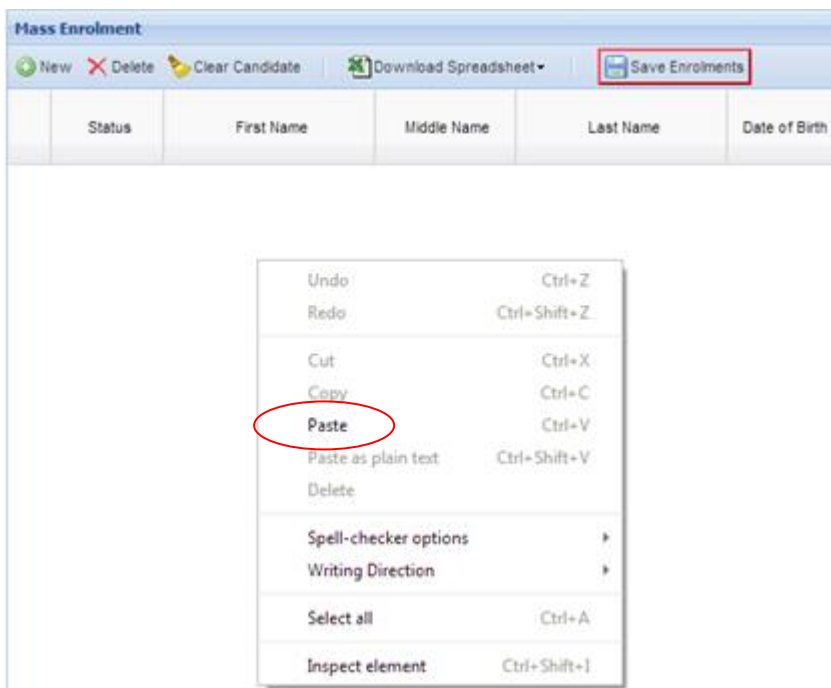 Mass Enrolment
New Delete Clear Candidate Download Spreadsheet Save Enrolments
Status First Name Middle Name Last Name Date of Birth
Undo Ctrl+Z
Redo Ctrl+Shift+Z
Cut Ctrl+X
Copy Ctrl+C
Paste Ctrl+V
Paste as plain text Ctrl+Shift+V
Delete
Spell-checker options
Writing Direction
Select all Ctrl+A
Inspect element Ctrl+Shift+I